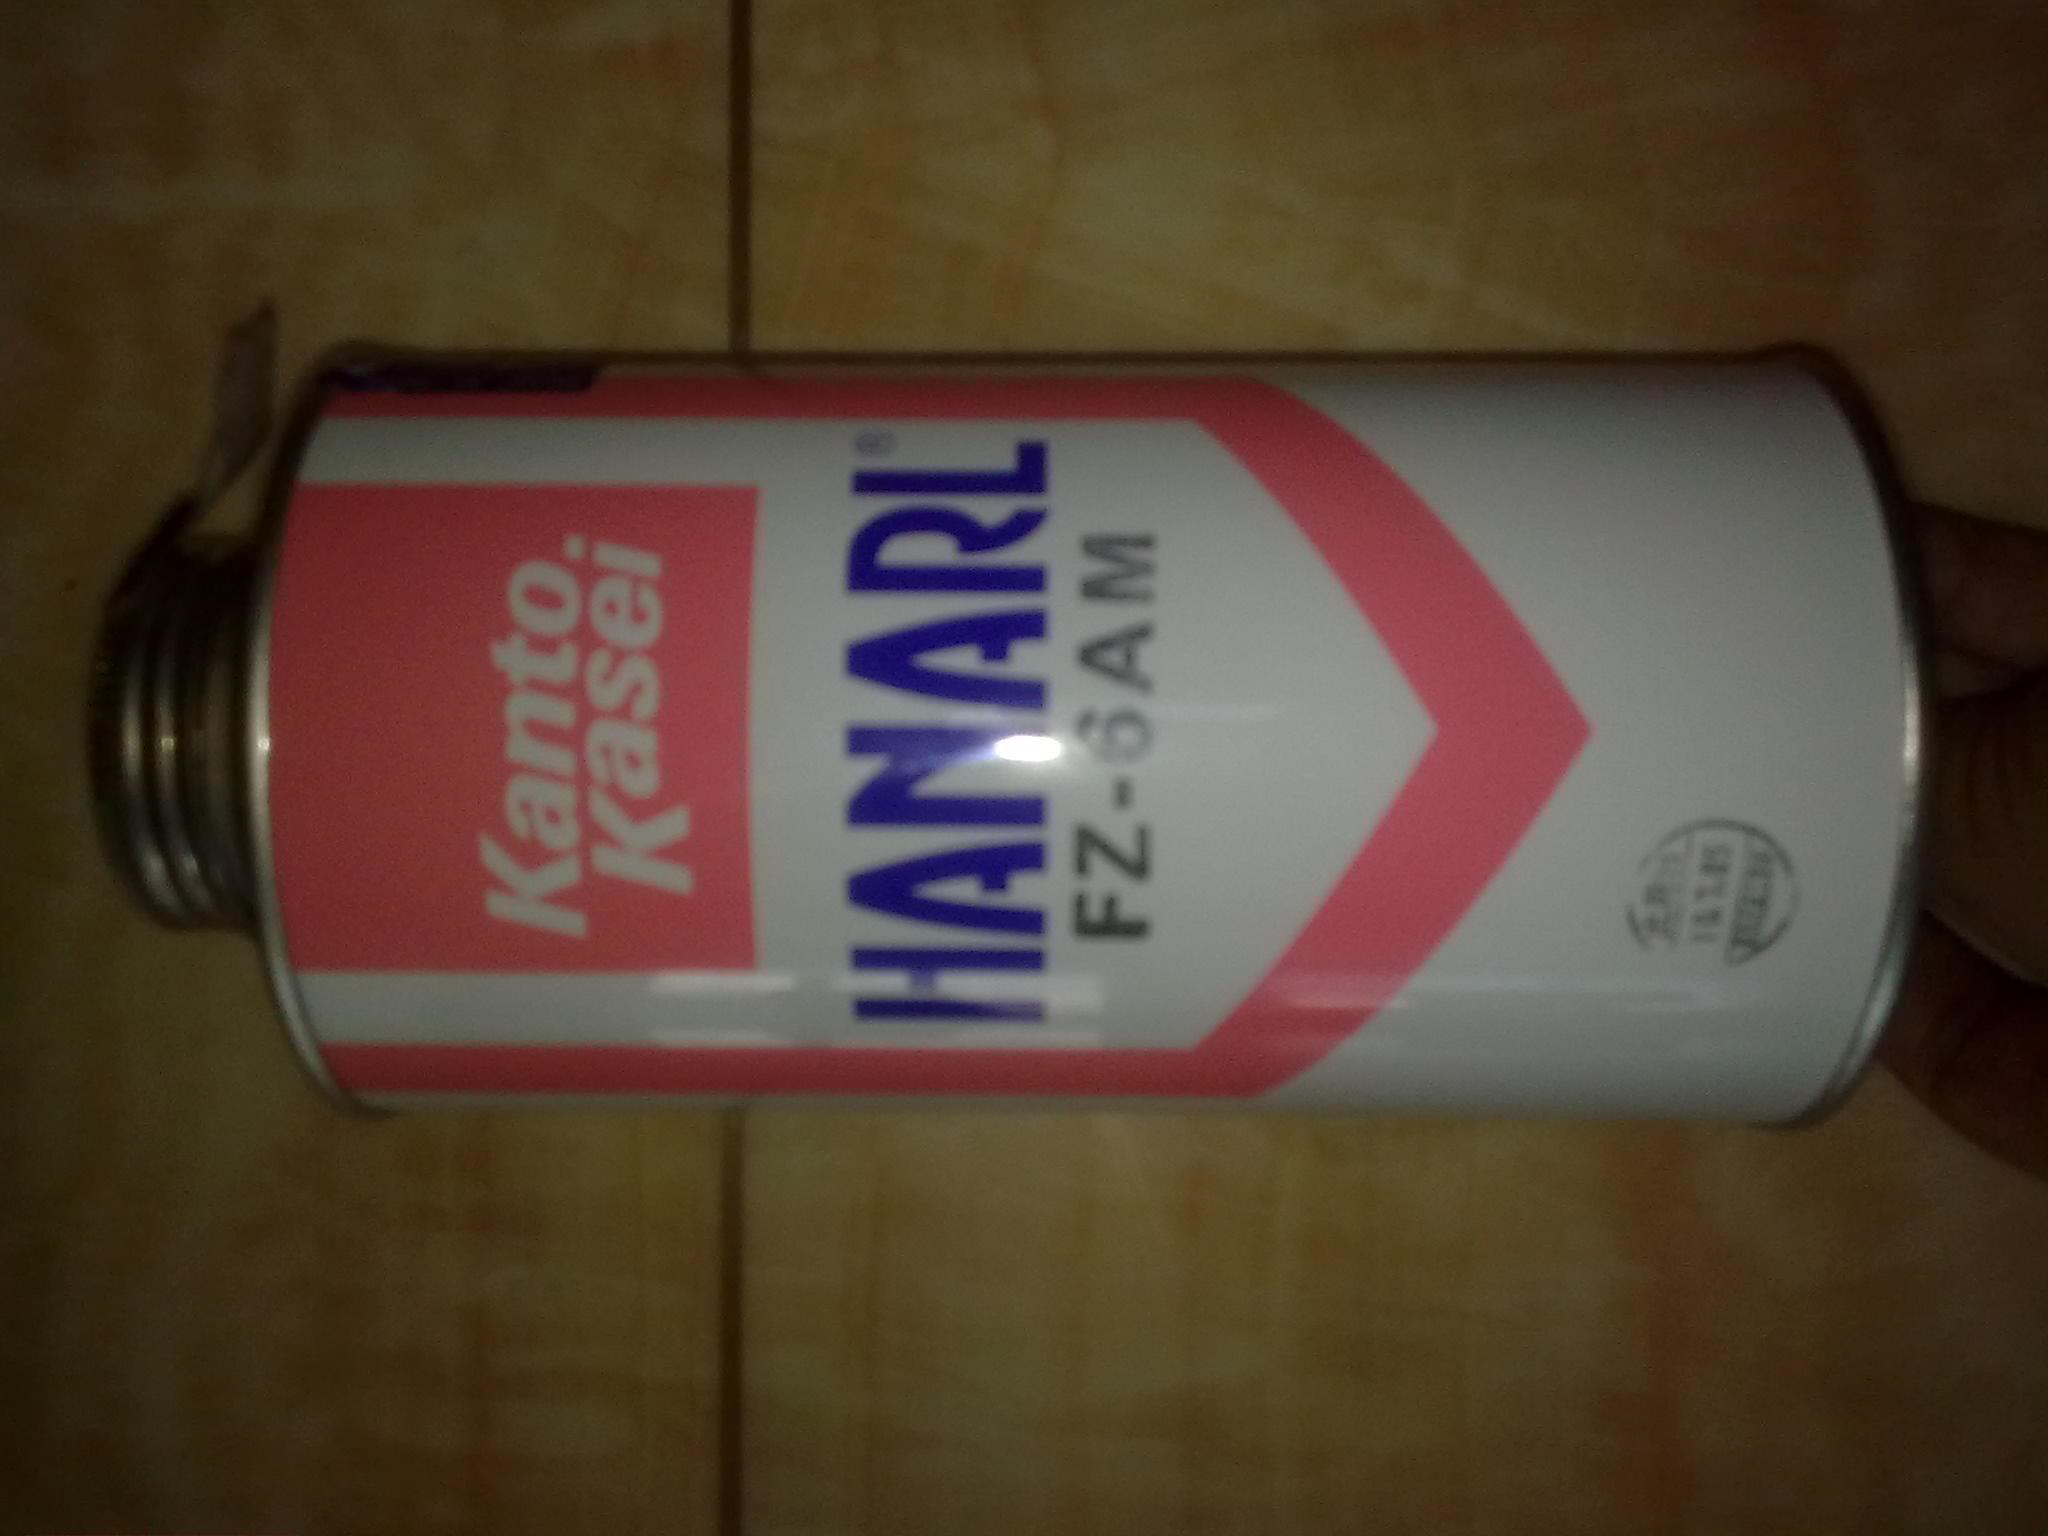 Kanto.
Kasei
HANARL®
FZ-6AM